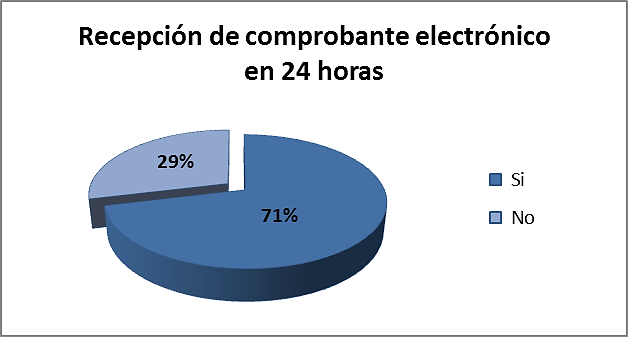 Recepción de comprobante electrónico
en 24 horas
29%
71%
Si
No